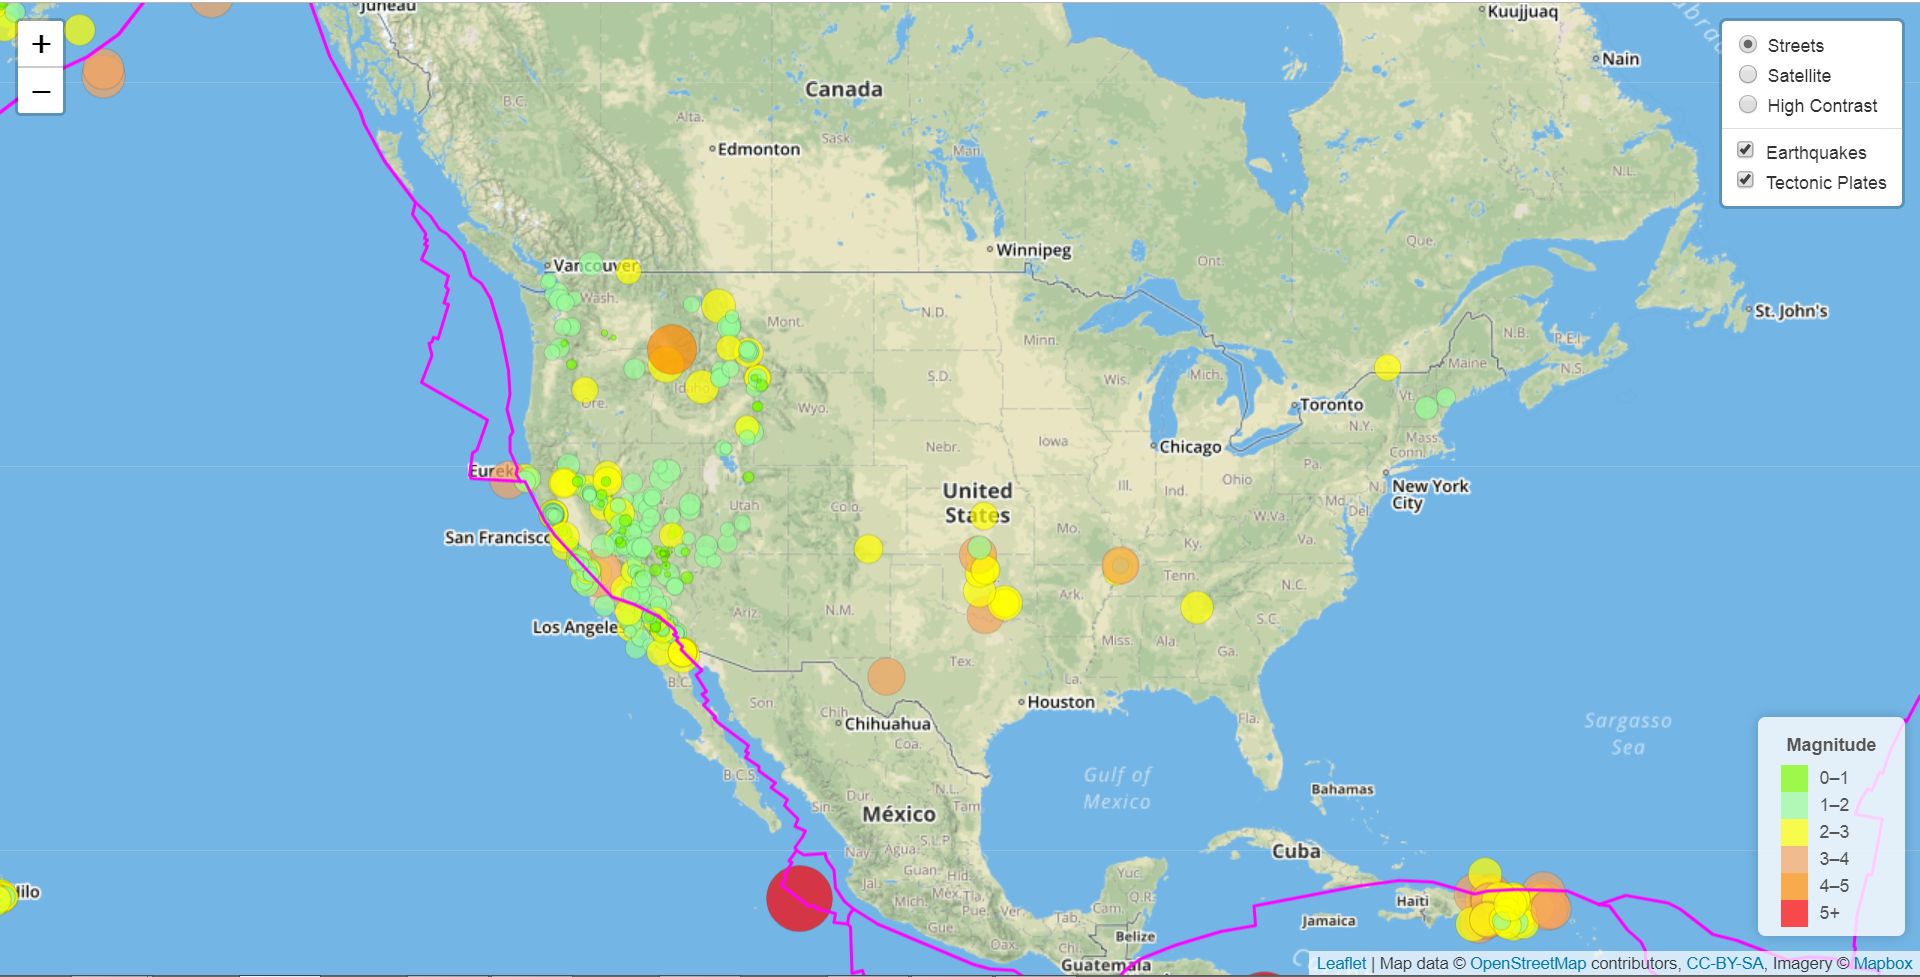 Juneau
Kuujjuaq
+
−
Streets
Satellite
High Contrast
Earthquakes
Tectonic Plates
Nain
Canada
B.C.
Alta.
Sask
Man
Edmonton
N.L.
Que.
Winnipeg
Ont.
Vancouver
Wash.
St. John's
Mont.
N.D.
Minn.
N.B.
P.E.I.
Maine
N.S.
Idaho
S.D.
Wis.
Mich.
Vt.
Ore.
Wyo.
Toronto
N.Y.
Mass.
Conn.
Nebr.
Iowa
Chicago
Pa.
Eurek
New York
City
N.J
Utah
Colo.
United
States
Ill.
Ind.
Ohio
Md.
Del.
W.Va.
Va.
San Francisco
Mo.
Ky.
Tenn.
N.C.
Ariz.
N.M.
Ark.
S.C.
Los Angele
Miss.
Ala.
Ga.
Tex.
La.
B.C.
Son.
Houston
Fla.
Chih.
Chihuahua
Coa.
Sargasso
Sea
Gulf of
Mexico
B.C.S.
Bahamas
Dur.
N.L.
Tam.
Sin.
México
S.L.P.
Nay
Agua.
Cuba
Guan.
Hid.
Yuc.
Jal.
Mich.
Méx.
Tla.
Pue.
Ver.
Q.R.
Cam.
Tab.
Gue.
Oax.
Ch.
Haiti
Jamaica
Belize
Guatemala
Hilo
Magnitude
0–1
1–2
2–3
3–4
4–5
5+
Leaflet | Map data © OpenStreetMap contributors, CC-BY-SA, Imagery © Mapbox